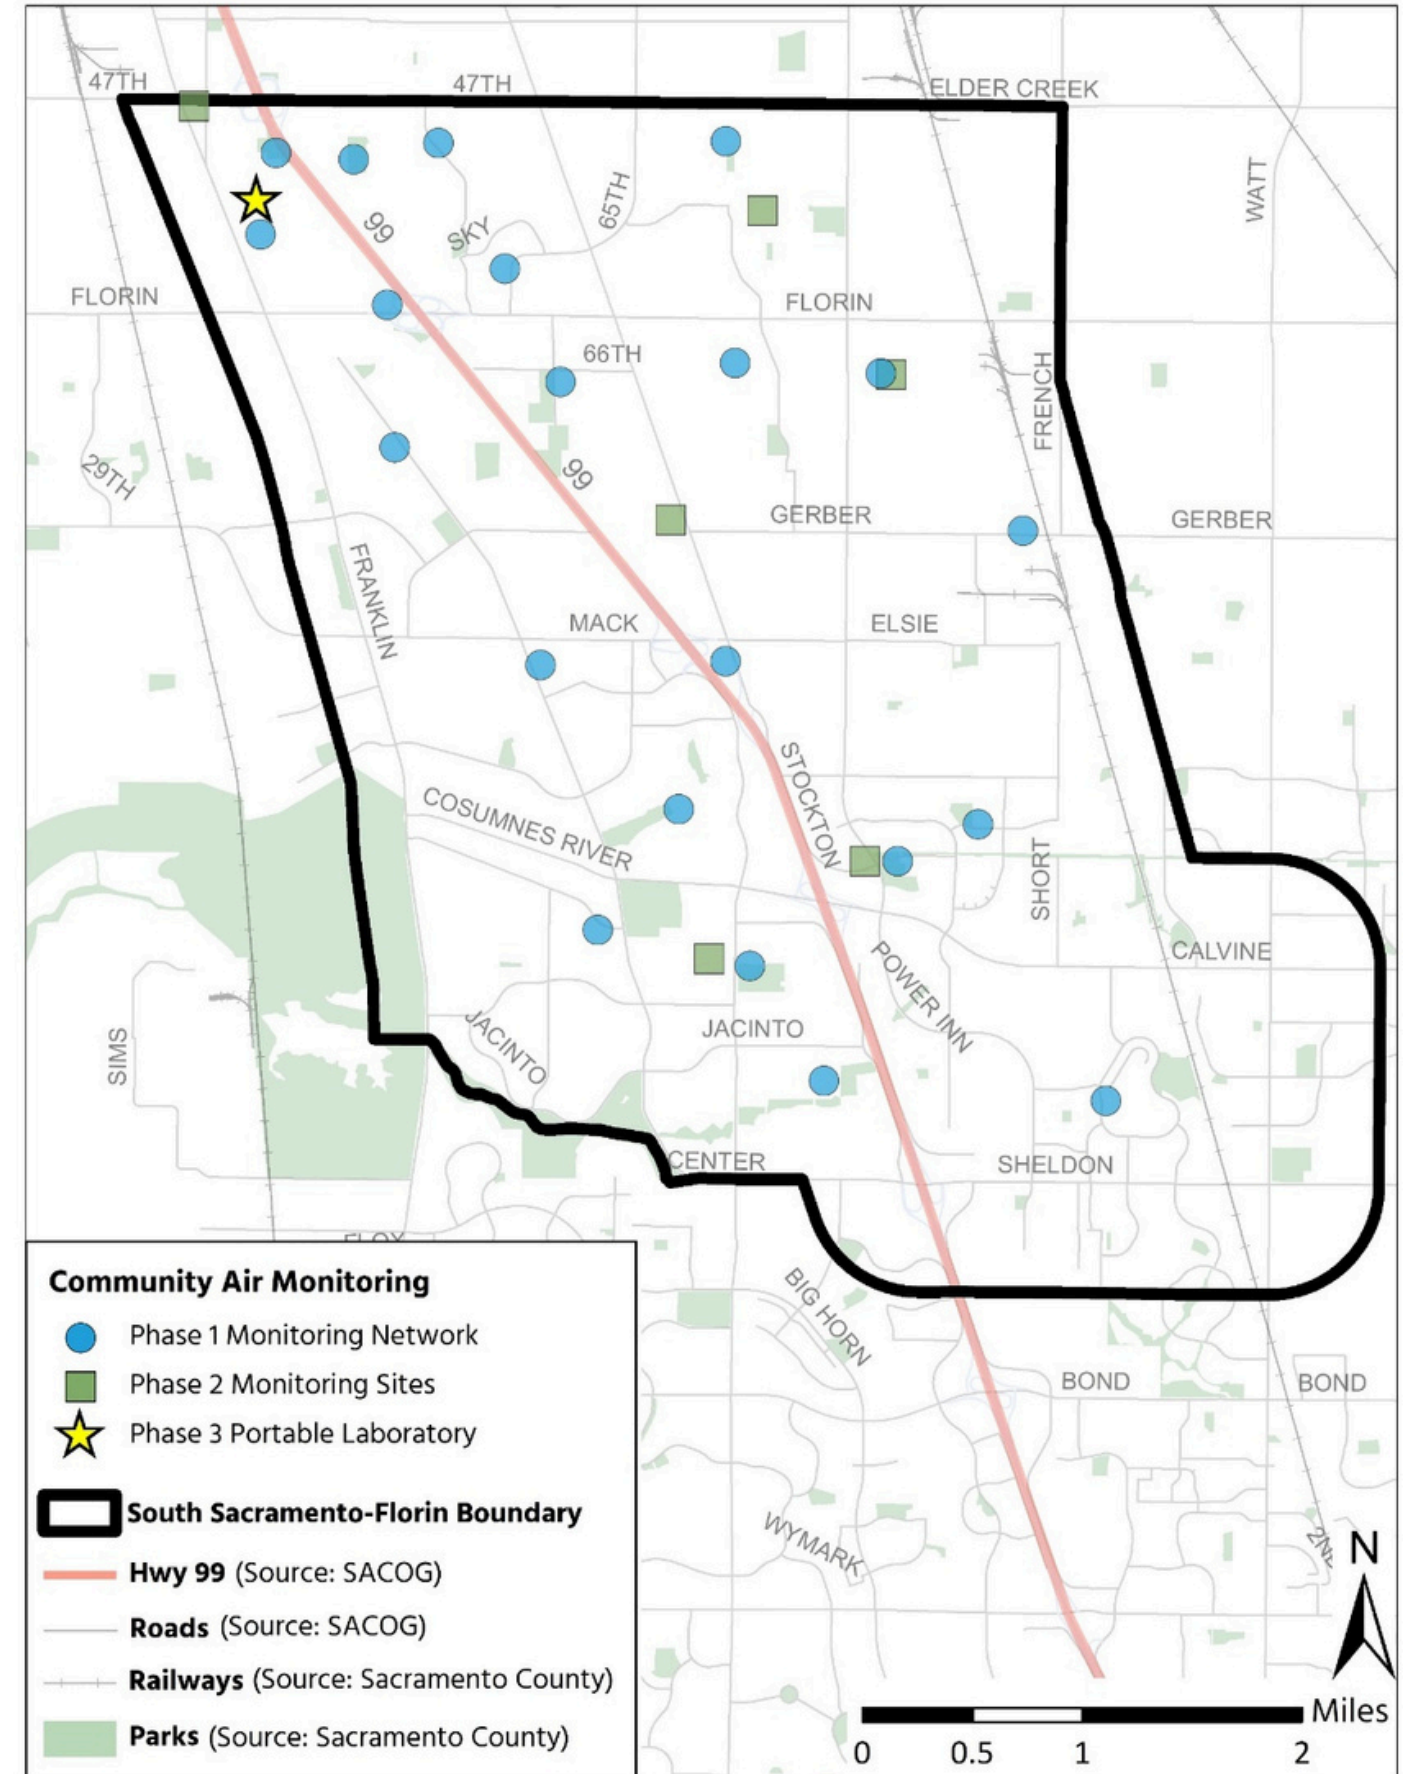 47TH
47TH
ELDER CREEK
WATT
65TH
99
SKY
FLORIN
FLORIN
66TH
FRENCH
29TH
99
GERBER
GERBER
FRANKLIN
MACK
ELSIE
STOCKTON
COSUMNES RIVER
SHORT
CALVINE
POWER INN
SIMS
JACINTO
JACINTO
CENTER
SHELDON
BIG HORN
BOND
BOND
WYMARK
Community Air Monitoring
Phase 1 Monitoring Network
Phase 2 Monitoring Sites
Phase 3 Portable Laboratory
South Sacramento-Florin Boundary
Hwy 99 (Source: SACOG)
Roads (Source: SACOG)
Railways (Source: Sacramento County)
Parks (Source: Sacramento County)
N
Miles
0 0.5 1 2